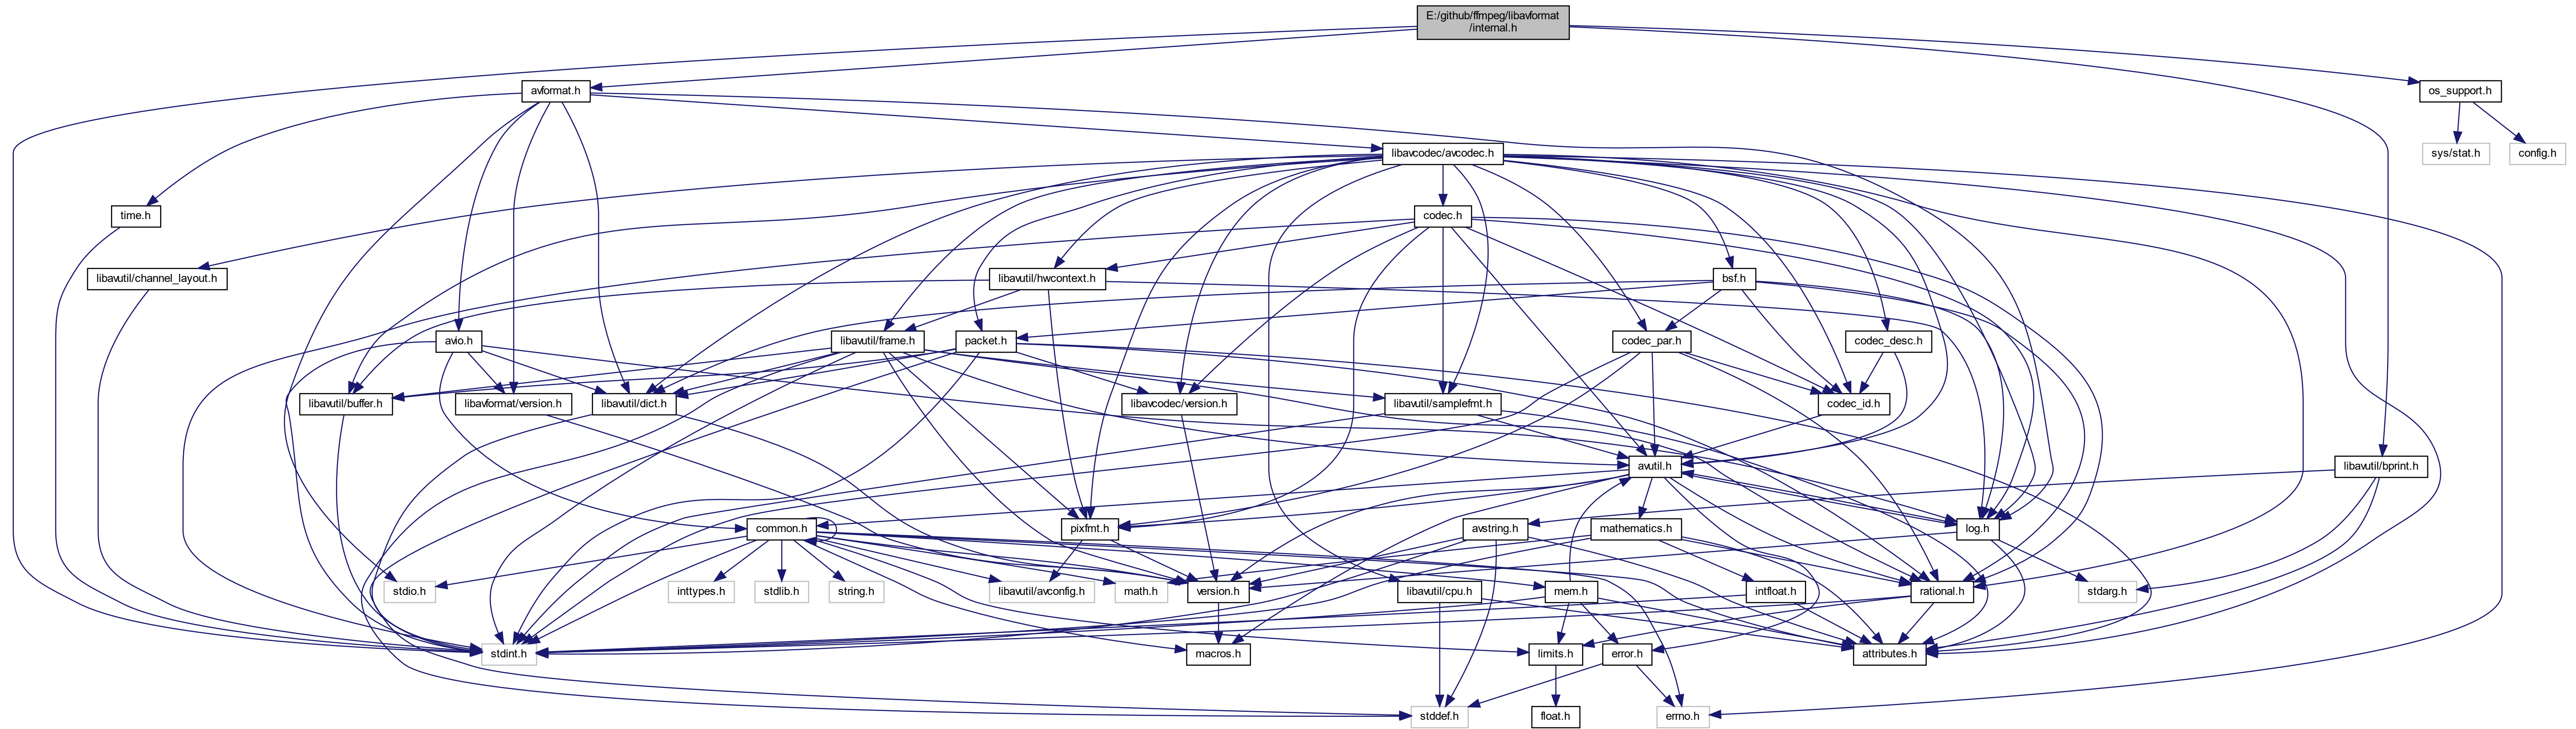 E:/github/ffmpeg/libavformat
/internal.h
avformat.h
os_support.h
libavcodec/avcodec.h
sys/stat.h
config.h
time.h
codec.h
libavutil/channel_layout.h
libavutil/hwcontext.h
bsf.h
avio.h
libavutil/frame.h
packet.h
codec_par.h
codec_desc.h
libavutil/buffer.h
libavformat/version.h
libavutil/dict.h
libavcodec/version.h
libavutil/samplefmt.h
codec_id.h
avutil.h
libavutil/bprint.h
common.h
pixfmt.h
avstring.h
mathematics.h
log.h
stdio.h
inttypes.h
stdlib.h
string.h
libavutil/avconfig.h
math.h
version.h
libavutil/cpu.h
mem.h
intfloat.h
rational.h
stdarg.h
stdint.h
macros.h
limits.h
error.h
attributes.h
stddef.h
float.h
errno.h